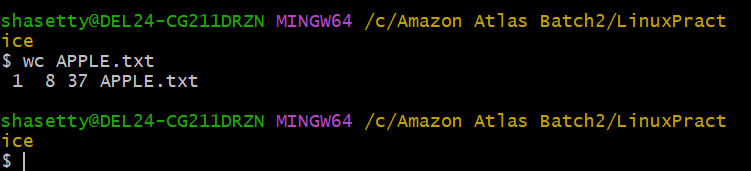 shasetty@DEL24-CG211DRZN MINGW64 /c/Amazon Atlas Batch2/LinuxPract
ice
$ wc APPLE.txt
 1  8 37 APPLE.txt

shasetty@DEL24-CG211DRZN MINGW64 /c/Amazon Atlas Batch2/LinuxPract
ice
$